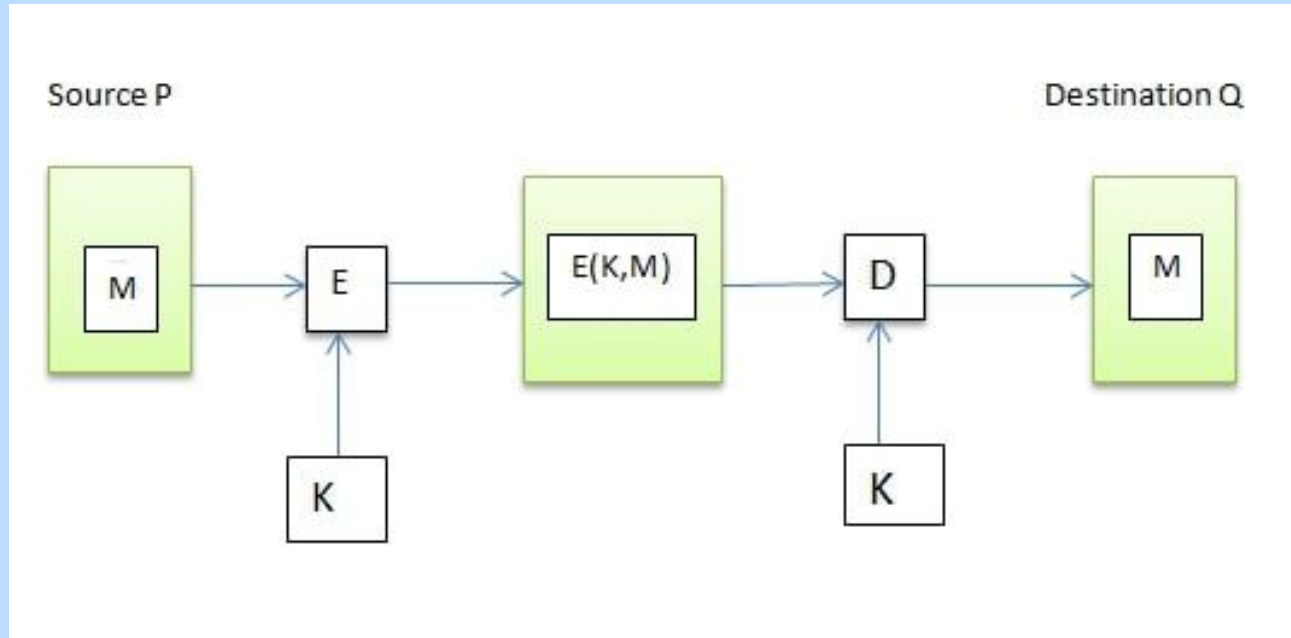 Source P
Destination Q
M
E
E(K,M)
D
M
K
K